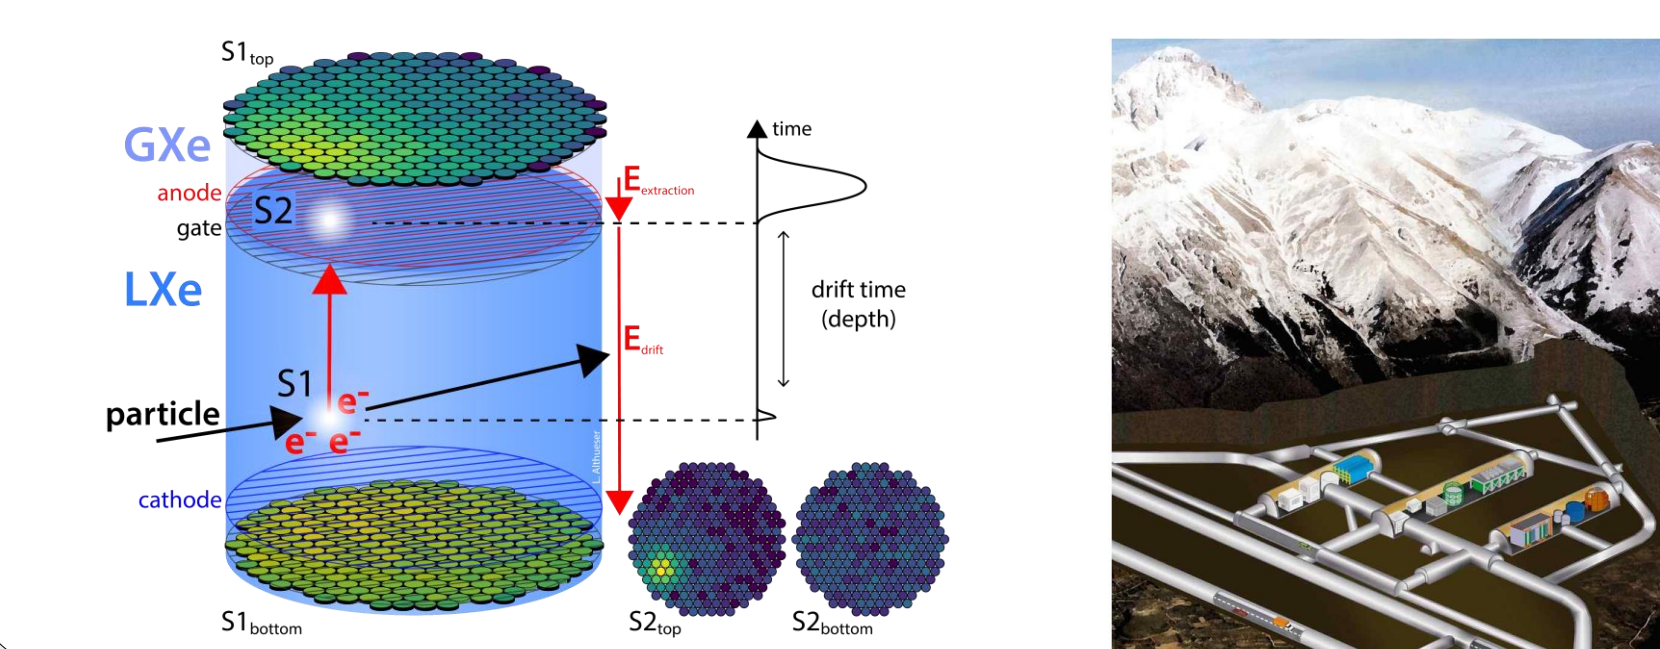 S1top
GXe
anode
gate
S2
Eextraction
time
LXe
drift time
(depth)
Edrift
S1
particle
e-
e- e-
L. Althueser
cathode
S1bottom
S2top
S2bottom